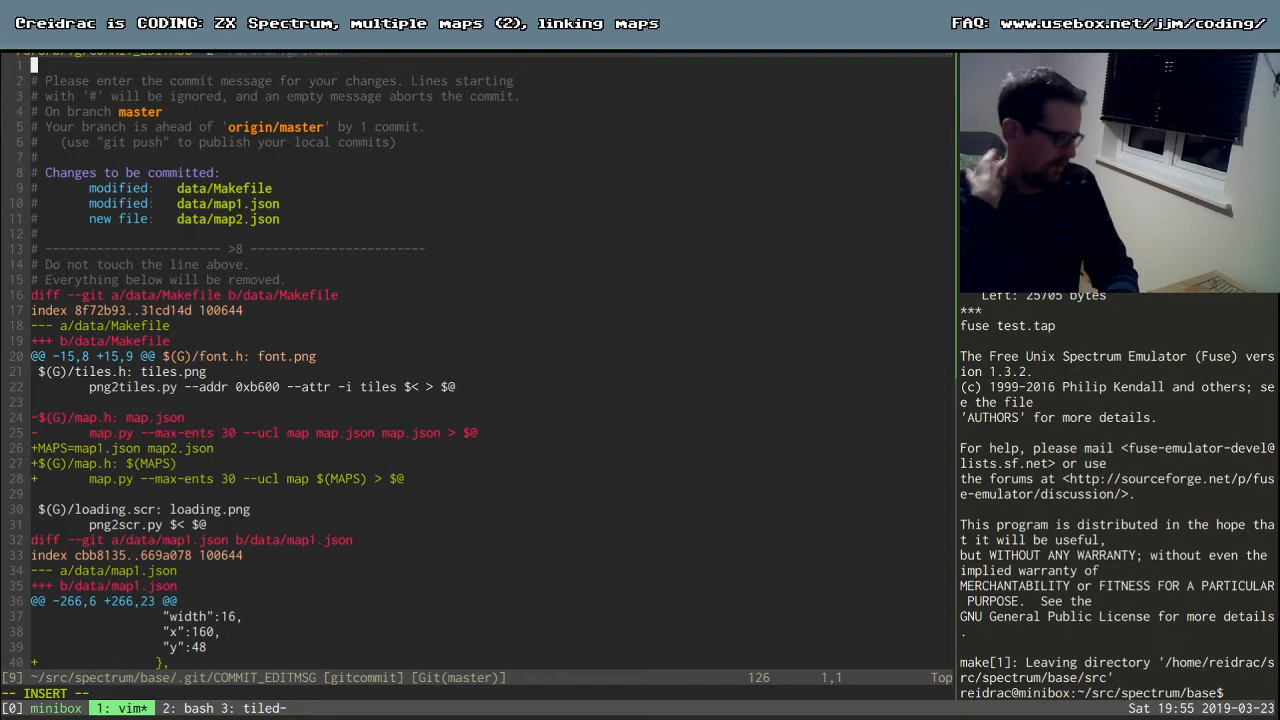 Creidrac is CODING: ZX Spectrum, multiple maps (2), linking maps
FAQ: www.usebox.net/jjm/coding/
1
2 # Please enter the commit message for your changes. Lines starting
3 # with '#' will be ignored, and an empty message aborts the commit.
4 # On branch master
5 # Your branch is ahead of 'origin/master' by 1 commit.
6 #   (use "git push" to publish your local commits)
7 #
8 # Changes to be committed:
9 #       modified:   data/Makefile
10 #       modified:   data/map1.json
11 #       new file:   data/map2.json
12 #
13 # ------------------------ >8 ------------------------
14 # Do not touch the line above.
15 # Everything below will be removed.
16 diff --git a/data/Makefile b/data/Makefile
17 index 8f72b93..31cd14d 100644
18 --- a/data/Makefile
19 +++ b/data/Makefile
20 @@ -15,8 +15,9 @@ $(G)/font.h: font.png
21  $(G)/tiles.h: tiles.png
22         png2tiles.py --addr 0xb600 --attr -i tiles $< > $@
23
24 -$(G)/map.h: map.json
25 -       map.py --max-ents 30 --ucl map map.json map.json > $@
26 +MAPS=map1.json map2.json
27 +$(G)/map.h: $(MAPS)
28 +       map.py --max-ents 30 --ucl map $(MAPS) > $@
29
30  $(G)/loading.scr: loading.png
31         png2scr.py $< $@
32 diff --git a/data/map1.json b/data/map1.json
33 index cbb8135..669a078 100644
34 --- a/data/map1.json
35 +++ b/data/map1.json
36 @@ -266,6 +266,23 @@
37                  "width":16,
38                  "x":160,
39                  "y":48
40 +                },
[9] ~/src/spectrum/base/.git/COMMIT_EDITMSG [gitcommit] [Git(master)] 126 1,1 Top
-- INSERT --
Left: 25705 bytes
***
fuse test.tap
The Free Unix Spectrum Emulator (Fuse) vers
ion 1.3.2.
(c) 1999-2016 Philip Kendall and others; se
e the file
'AUTHORS' for more details.
For help, please mail <fuse-emulator-devel@
lists.sf.net> or use
the forums at <http://sourceforge.net/p/fus
e-emulator/discussion/>.
This program is distributed in the hope tha
t it will be useful,
but WITHOUT ANY WARRANTY; without even the
implied warranty of
MERCHANTABILITY or FITNESS FOR A PARTICULAR
PURPOSE.  See the
GNU General Public License for more details
.
make[1]: Leaving directory '/home/reidrac/s
rc/spectrum/base/src'
reidrac@minibox:~/src/spectrum/base$
[0] minibox 1: vim* 2: bash 3: tiled- Sat 19:55 2019-03-23